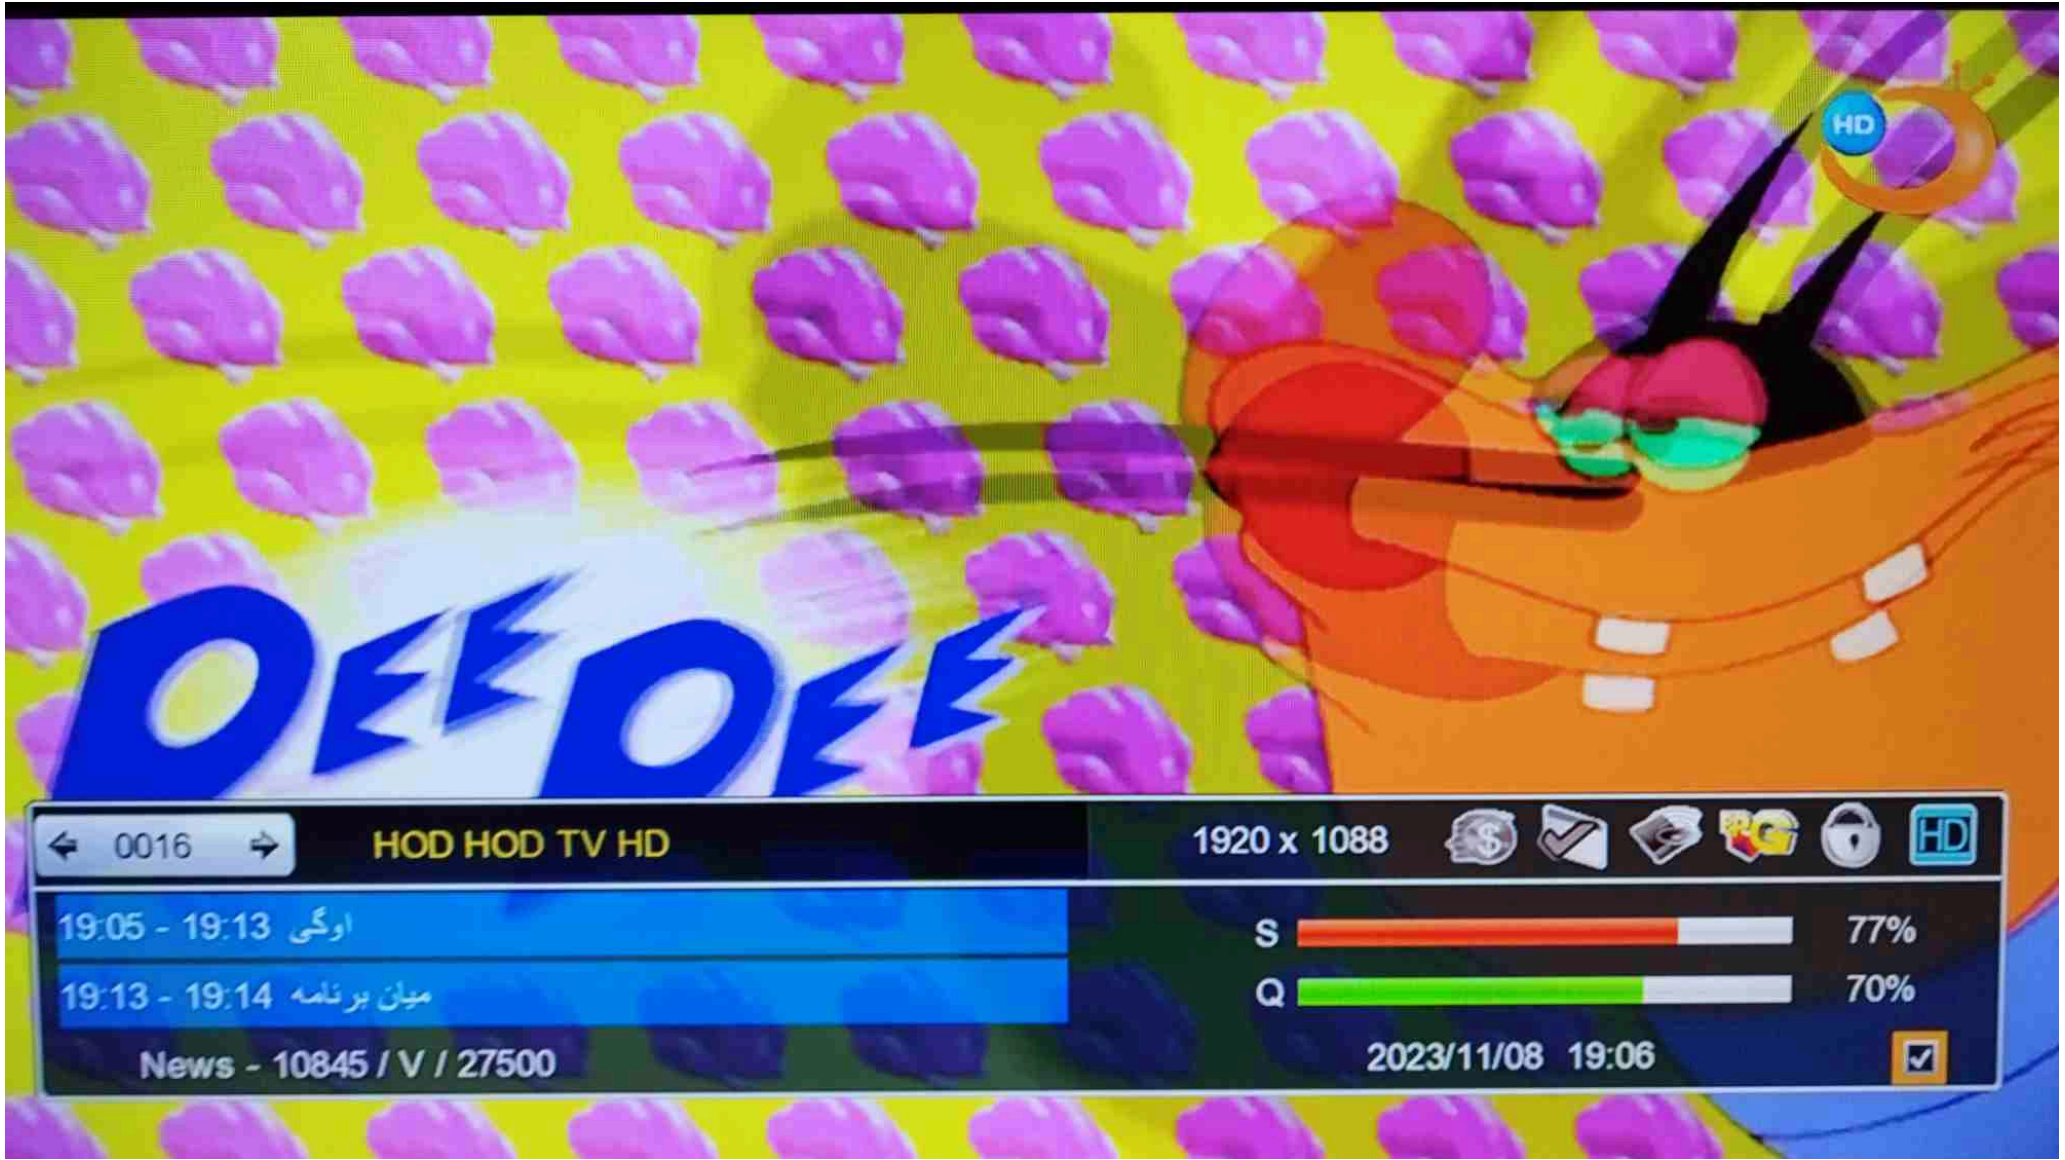 HD
DEE DEE
0016 HOD HOD TV HD 1920 x 1088 $ EPG HD
19:05 - 19:13 اوگی
S 77%
19:13 - 19:14 میان برنامه
Q 70%
News - 10845 / V / 27500
2023/11/08 19:06